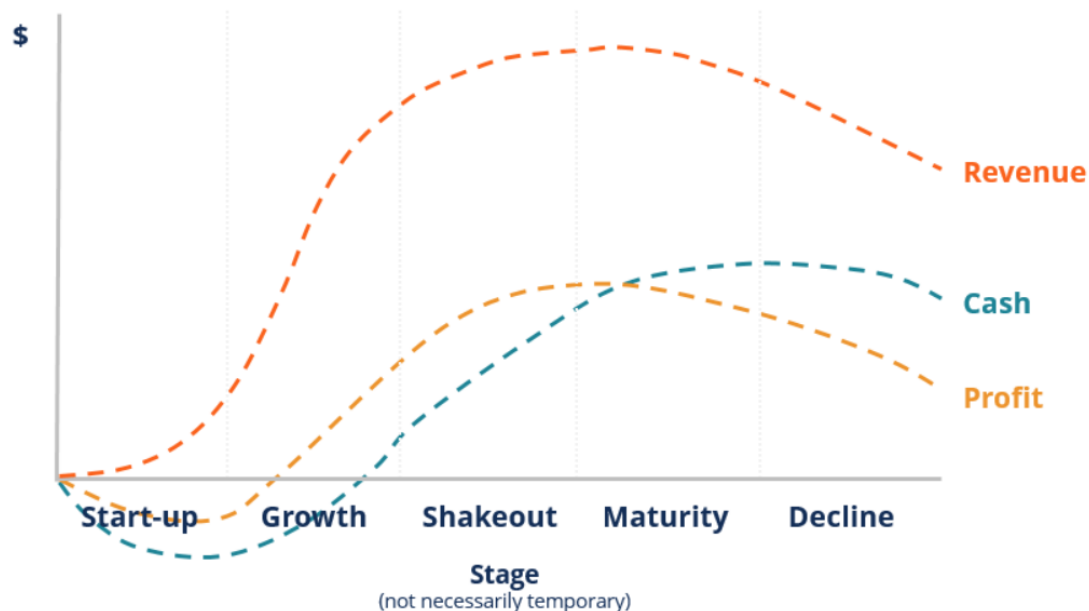 $
Revenue
Cash
Profit
Start-up Growth Shakeout Maturity Decline
Stage
(not necessarily temporary)